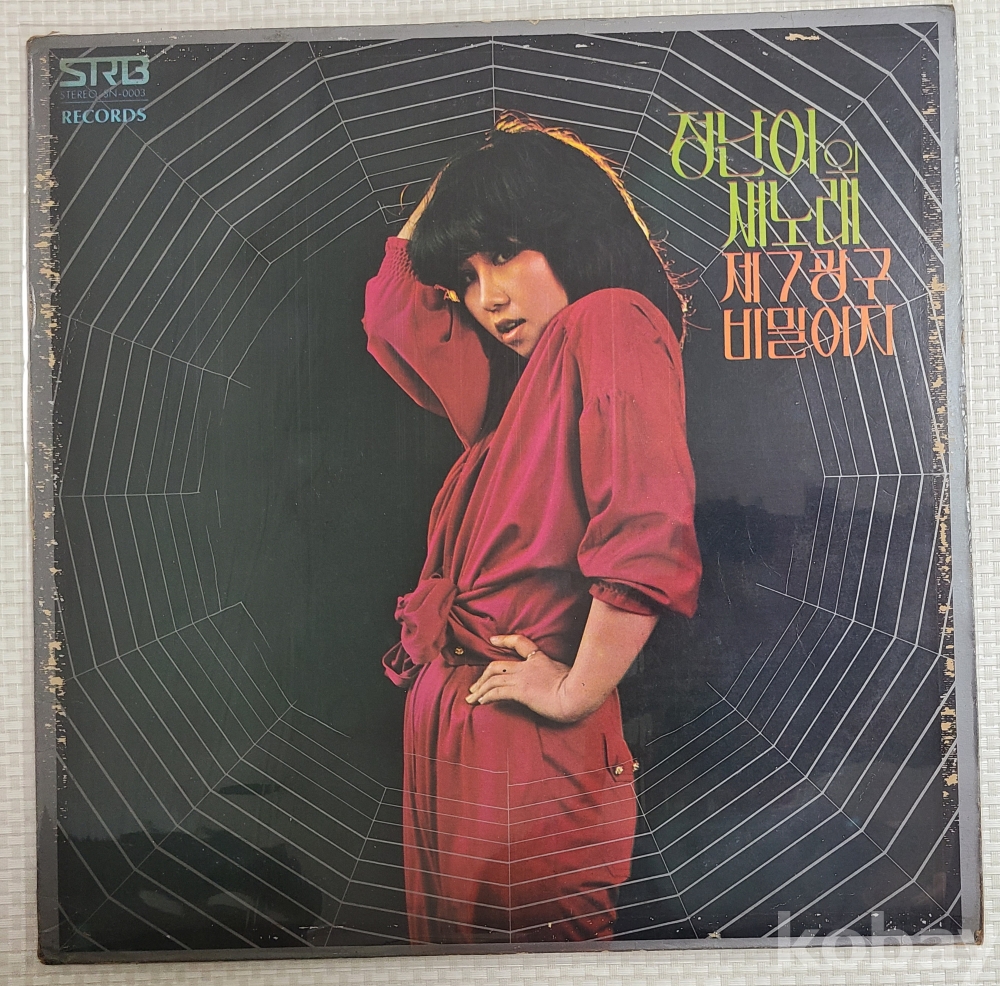 STRB
STEREO-SN-0003
RECORDS
정난이의
새노래
제7광구
비밀이지
kobay